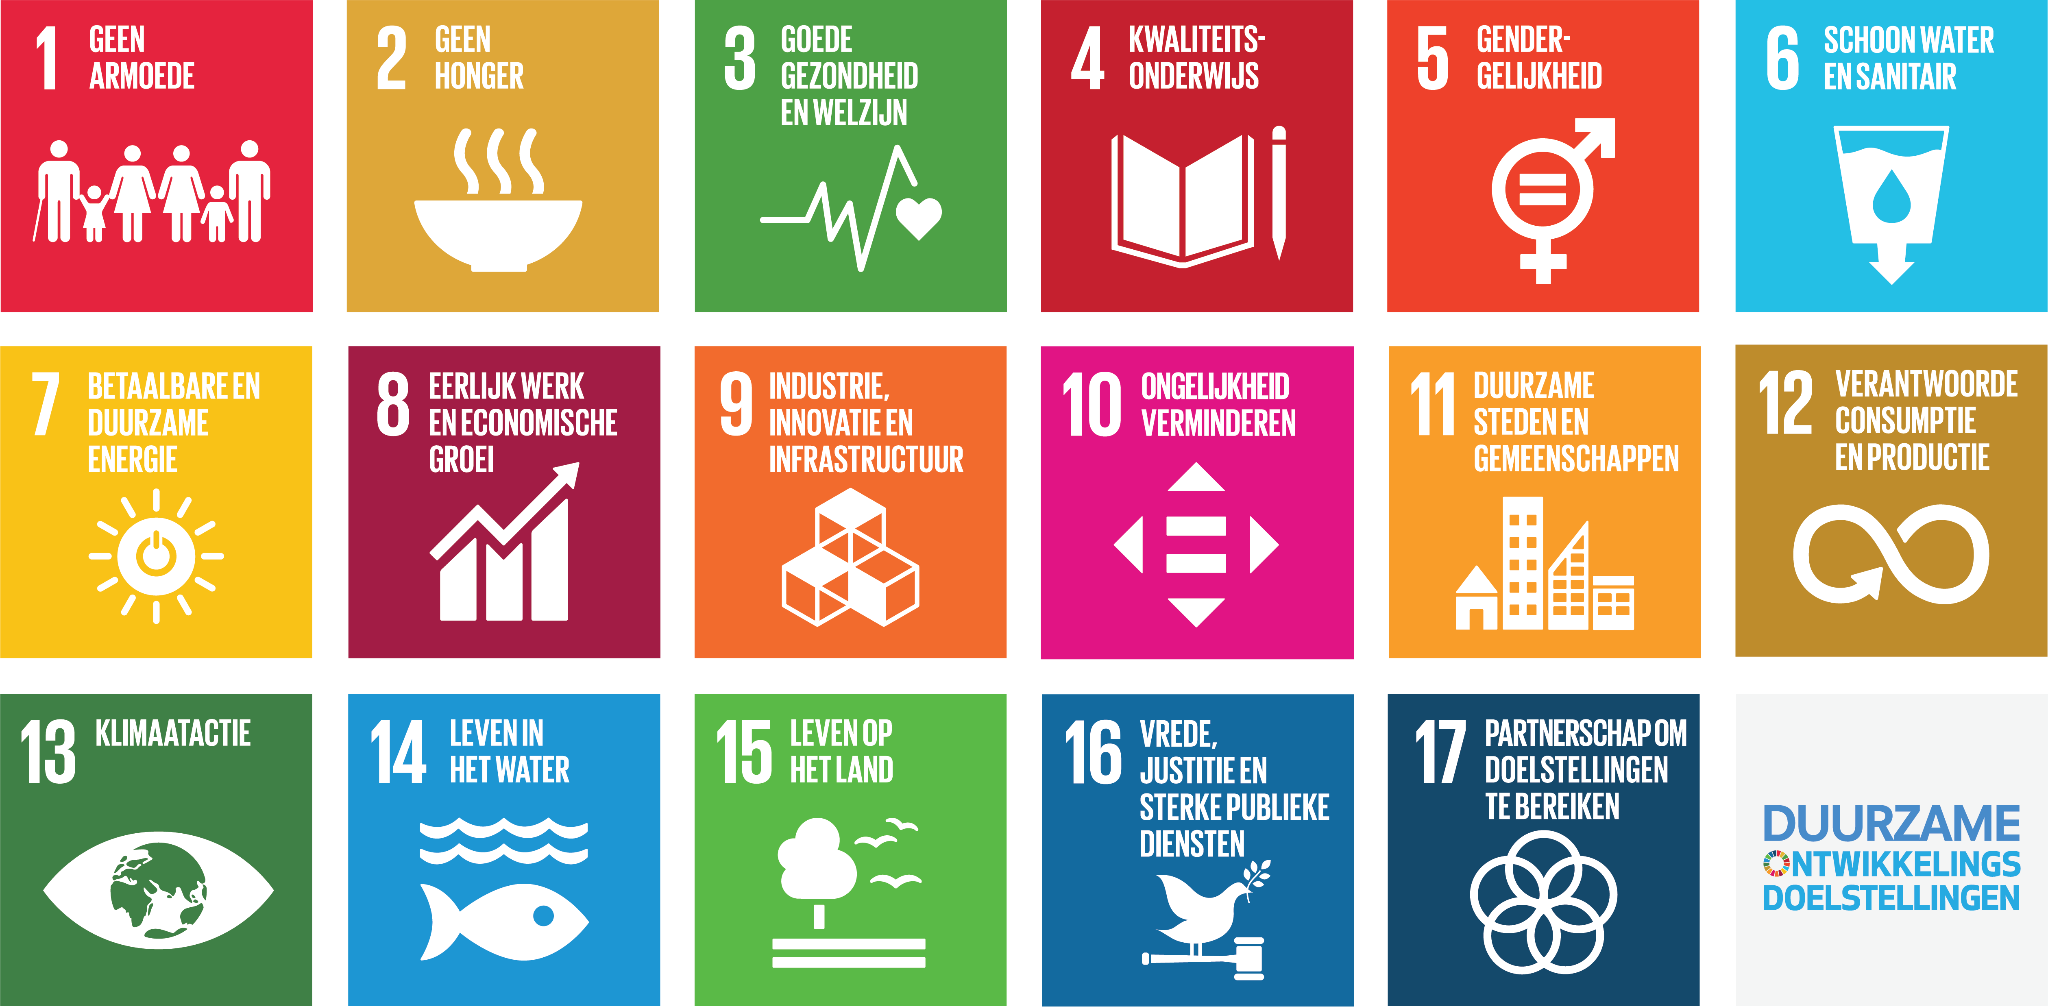 1 GEEN
ARMOEDE
2 GEEN
HONGER
3 GOEDE
GEZONDHEID
EN WELZIJN
4 KWALITEITS-
ONDERWIJS
5 GENDER-
GELIJKHEID
6 SCHOON WATER
EN SANITAIR
7 BETAALBARE EN
DUURZAME
ENERGIE
8 EERLIJK WERK
EN ECONOMISCHE
GROEI
9 INDUSTRIE,
INNOVATIE EN
INFRASTRUCTUUR
10 ONGELIJKHEID
VERMINDEREN
11 DUURZAME
STEDEN EN
GEMEENSCHAPPEN
12 VERANTWOORDE
CONSUMPTIE
EN PRODUCTIE
13 KLIMAATACTIE
14 LEVEN IN
HET WATER
15 LEVEN OP
HET LAND
16 VREDE,
JUSTITIE EN
STERKE PUBLIEKE
DIENSTEN
17 PARTNERSCHAP OM
DOELSTELLINGEN
TE BEREIKEN
DUURZAME
ONTWIKKELINGS
DOELSTELLINGEN